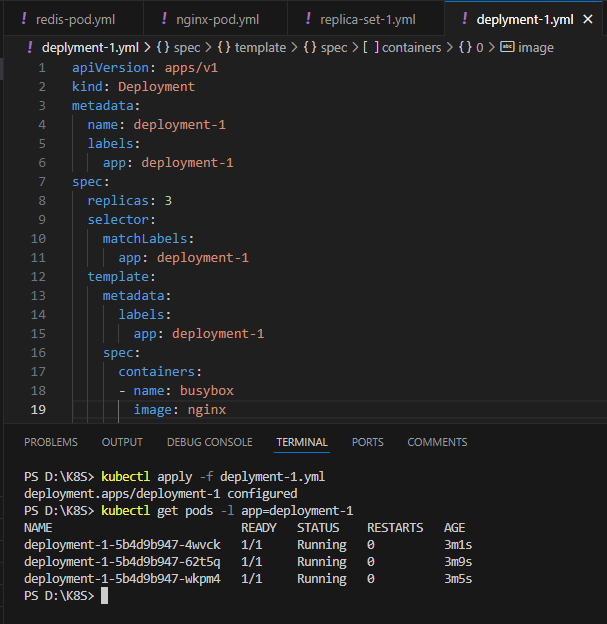 ! redis-pod.yml ! nginx-pod.yml ! replica-set-1.yml ! deplyment-1.yml ×
! deplyment-1.yml > {} spec > {} template > {} spec > [ ] containers > {} 0 > abc image
1 apiVersion: apps/v1
2 kind: Deployment
3 metadata:
4   name: deployment-1
5   labels:
6     app: deployment-1
7 spec:
8   replicas: 3
9   selector:
10     matchLabels:
11       app: deployment-1
12   template:
13     metadata:
14       labels:
15         app: deployment-1
16     spec:
17       containers:
18       - name: busybox
19         image: nginx
PROBLEMS OUTPUT DEBUG CONSOLE TERMINAL PORTS COMMENTS
PS D:\K8S> kubectl apply -f deplyment-1.yml
deployment.apps/deployment-1 configured
PS D:\K8S> kubectl get pods -l app=deployment-1
NAME                            READY   STATUS    RESTARTS   AGE
deployment-1-5b4d9b947-4wvck   1/1     Running   0          3m1s
deployment-1-5b4d9b947-62t5q   1/1     Running   0          3m9s
deployment-1-5b4d9b947-wkpm4   1/1     Running   0          3m5s
PS D:\K8S>